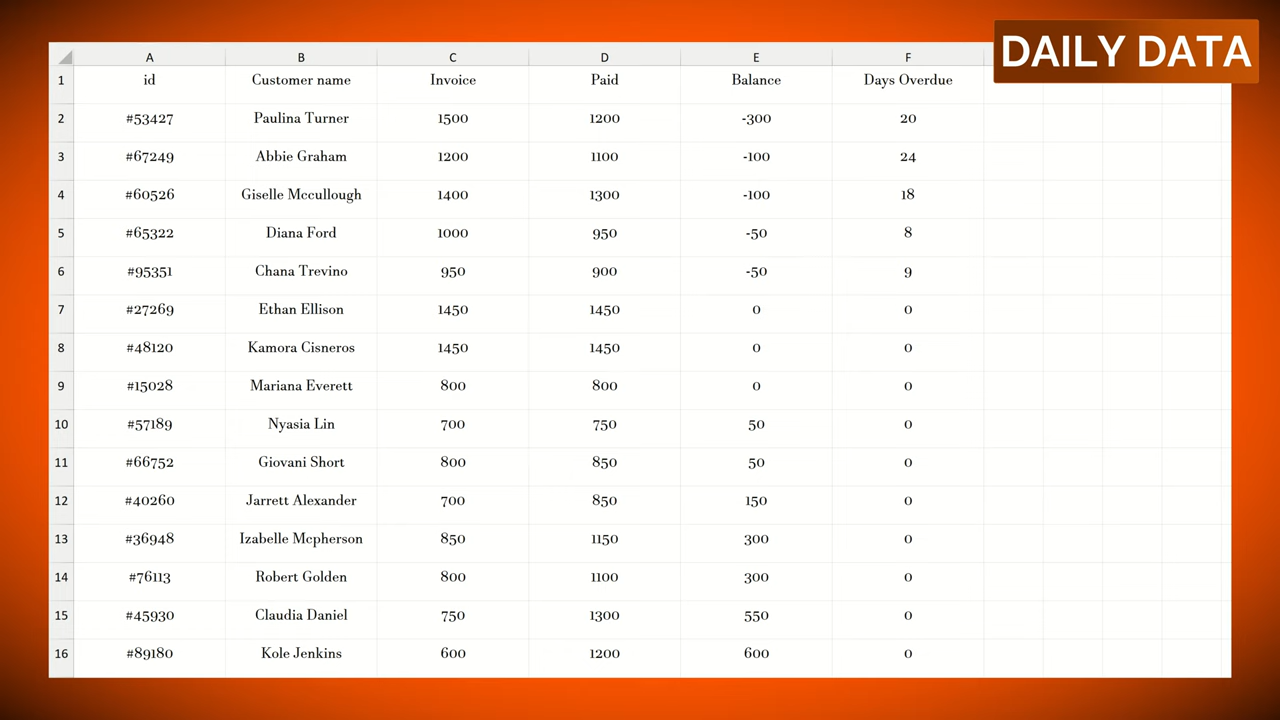 DAILY DATA
A B C D E F
1 id Customer name Invoice Paid Balance Days Overdue
2 #53427 Paulina Turner 1500 1200 -300 20
3 #67249 Abbie Graham 1200 1100 -100 24
4 #60526 Giselle Mccullough 1400 1300 -100 18
5 #65322 Diana Ford 1000 950 -50 8
6 #95351 Chana Trevino 950 900 -50 9
7 #27269 Ethan Ellison 1450 1450 0 0
8 #48120 Kamora Cisneros 1450 1450 0 0
9 #15028 Mariana Everett 800 800 0 0
10 #57189 Nyasia Lin 700 750 50 0
11 #66752 Giovani Short 800 850 50 0
12 #40260 Jarrett Alexander 700 850 150 0
13 #36948 Izabelle Mcpherson 850 1150 300 0
14 #76113 Robert Golden 800 1100 300 0
15 #45930 Claudia Daniel 750 1300 550 0
16 #89180 Kole Jenkins 600 1200 600 0